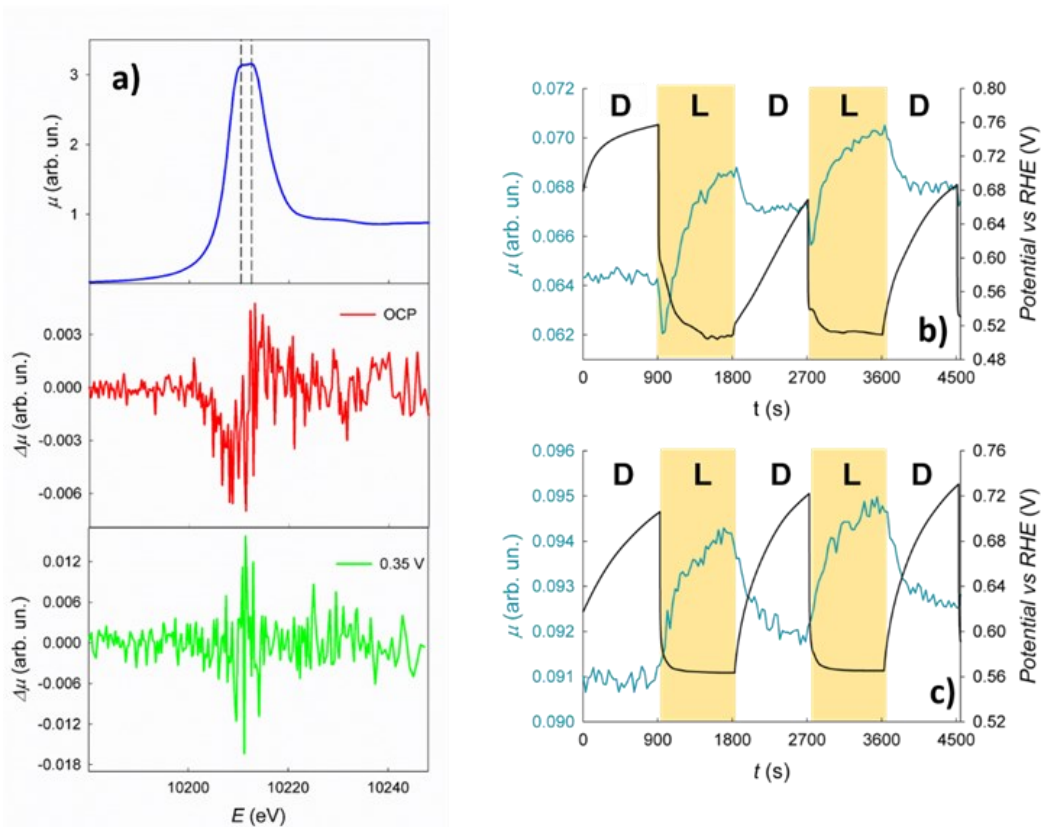 a)
μ (arb. un.)
3
2
1
OCP
Δμ (arb. un.)
0.003
0.000
-0.003
-0.006
0.35 V
Δμ (arb. un.)
0.012
0.006
0.000
-0.006
-0.012
-0.018
10200 10220 10240
E (eV)
D L D L D
b)
μ (arb. un.)
0.072
0.070
0.068
0.066
0.064
0.062
Potential vs RHE (V)
0.80
0.76
0.72
0.68
0.64
0.60
0.56
0.52
0.48
0 900 1800 2700 3600 4500
t (s)
D L D L D
c)
μ (arb. un.)
0.096
0.095
0.094
0.093
0.092
0.091
0.090
Potential vs RHE (V)
0.76
0.72
0.68
0.64
0.60
0.56
0.52
0 900 1800 2700 3600 4500
t (s)